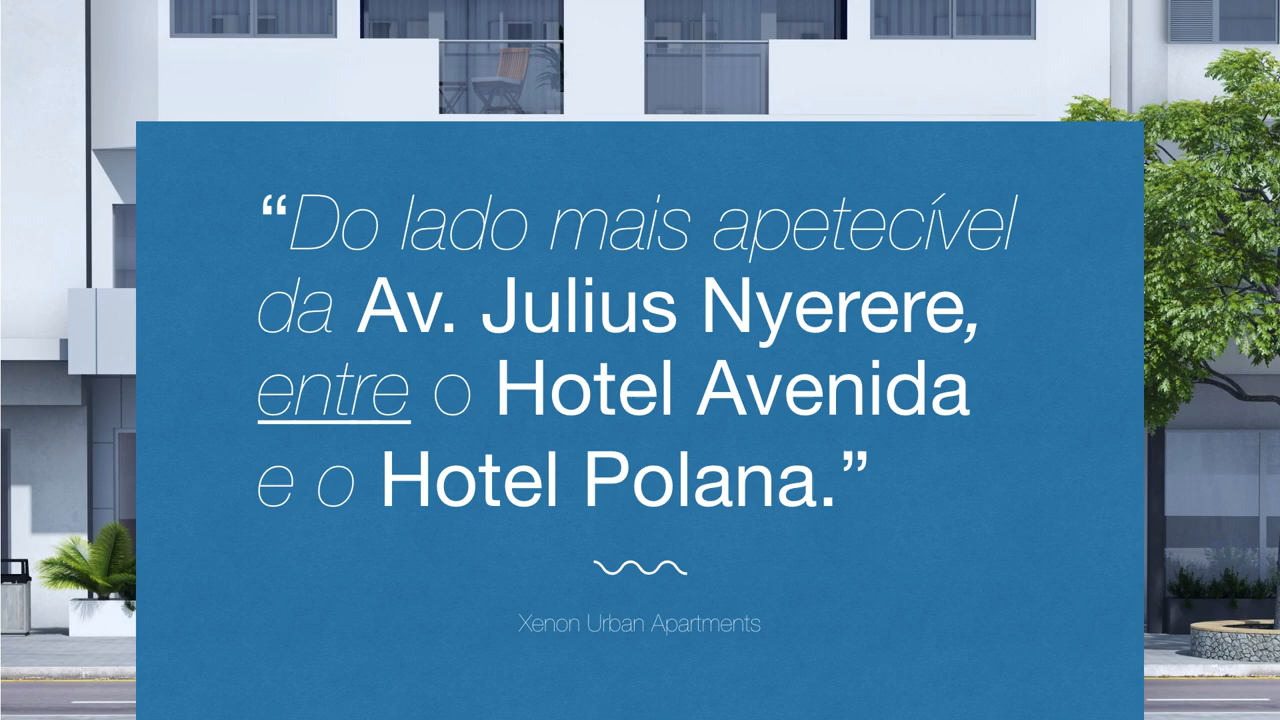 “Do lado mais apetecível
da Av. Julius Nyerere,
entre o Hotel Avenida
e o Hotel Polana.”
Xenon Urban Apartments